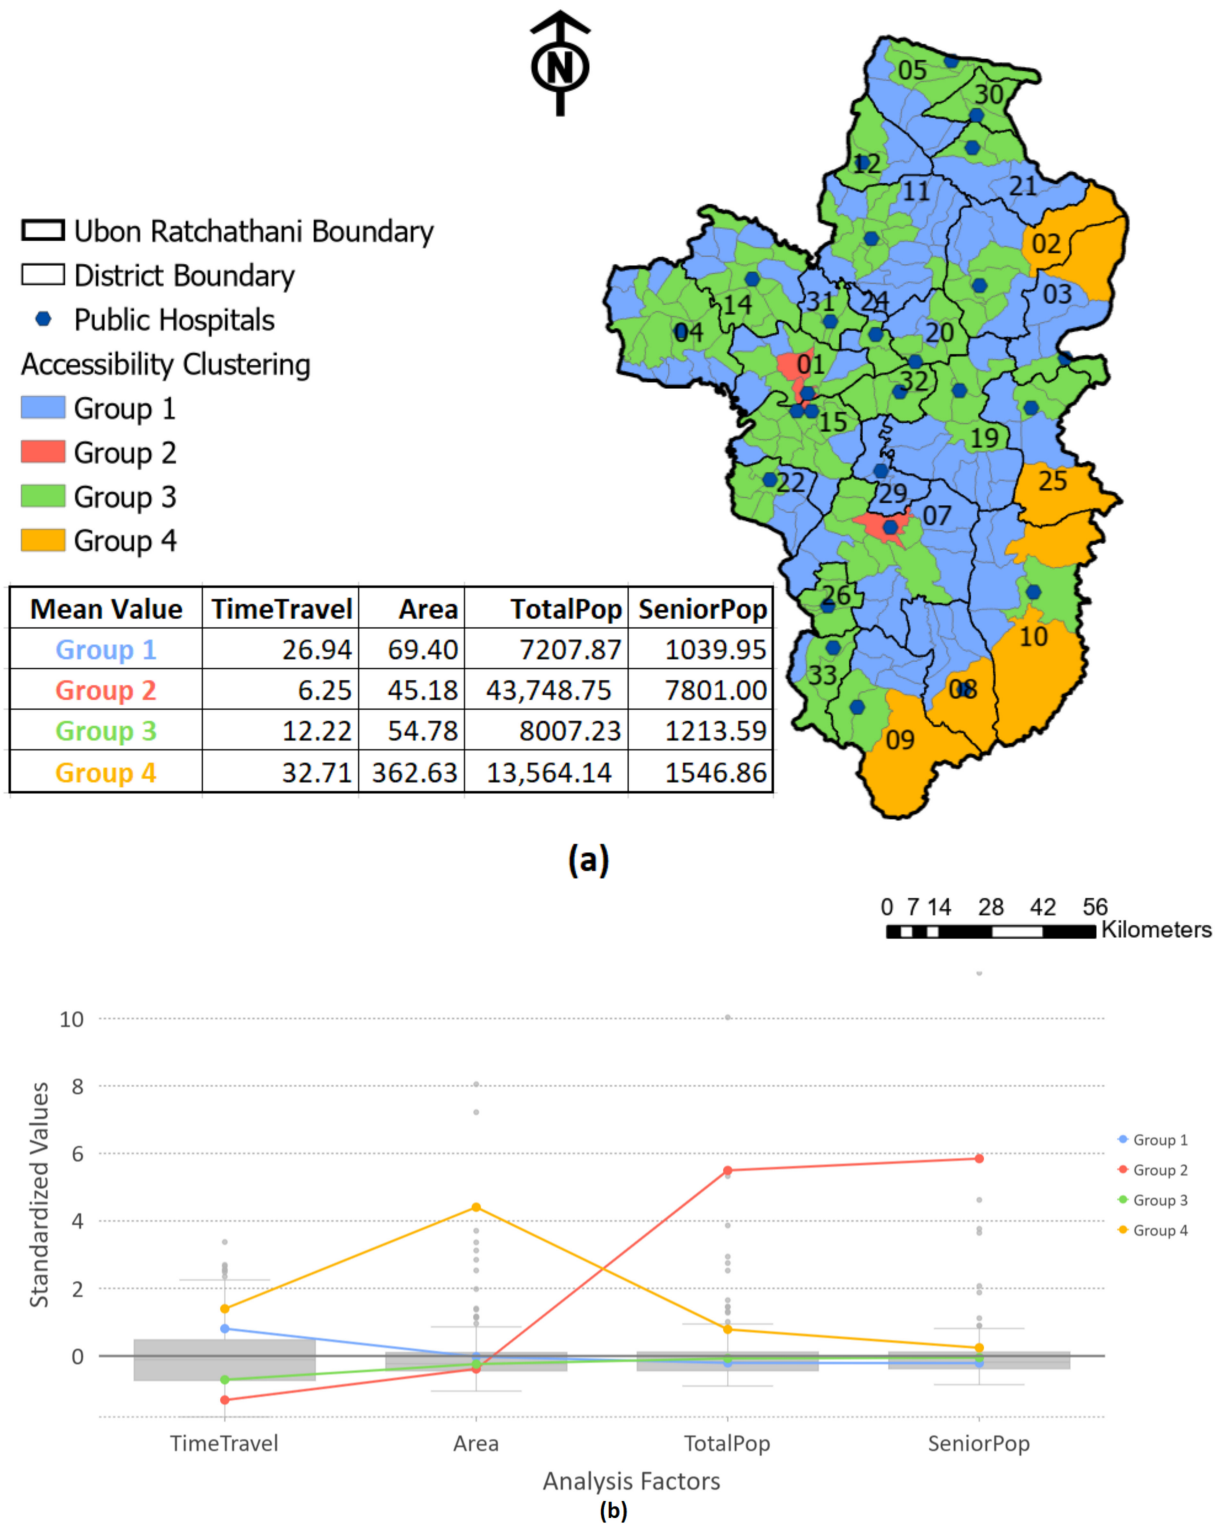 N
05
30
12
11
21
02
03
31
24
14
04
20
01
32
15
19
22
29
25
07
26
10
33
08
09
Ubon Ratchathani Boundary
District Boundary
Public Hospitals
Accessibility Clustering
Group 1
Group 2
Group 3
Group 4
Mean Value TimeTravel Area TotalPop SeniorPop
Group 1 26.94 69.40 7207.87 1039.95
Group 2 6.25 45.18 43,748.75 7801.00
Group 3 12.22 54.78 8007.23 1213.59
Group 4 32.71 362.63 13,564.14 1546.86
(a)
0 7 14 28 42 56
Kilometers
10
8
6
4
2
0
Standardized Values
Group 1
Group 2
Group 3
Group 4
TimeTravel Area TotalPop SeniorPop
Analysis Factors
(b)